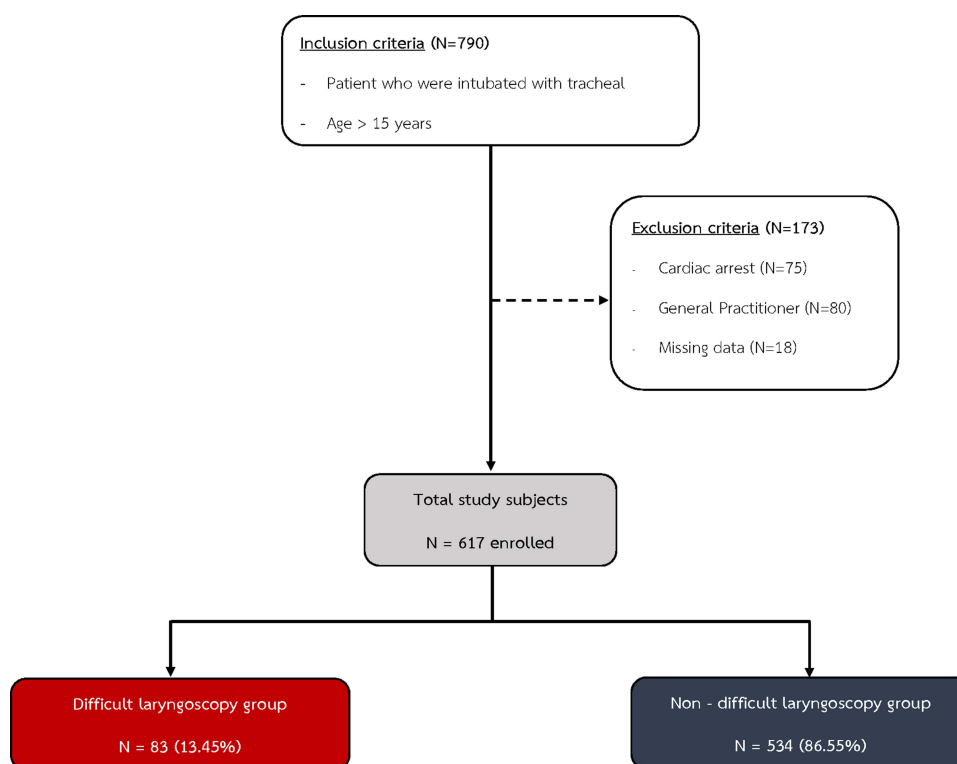 Inclusion criteria (N=790)
- Patient who were intubated with tracheal
- Age > 15 years
Exclusion criteria (N=173)
- Cardiac arrest (N=75)
- General Practitioner (N=80)
- Missing data (N=18)
Total study subjects
N = 617 enrolled
Difficult laryngoscopy group
N = 83 (13.45%)
Non - difficult laryngoscopy group
N = 534 (86.55%)